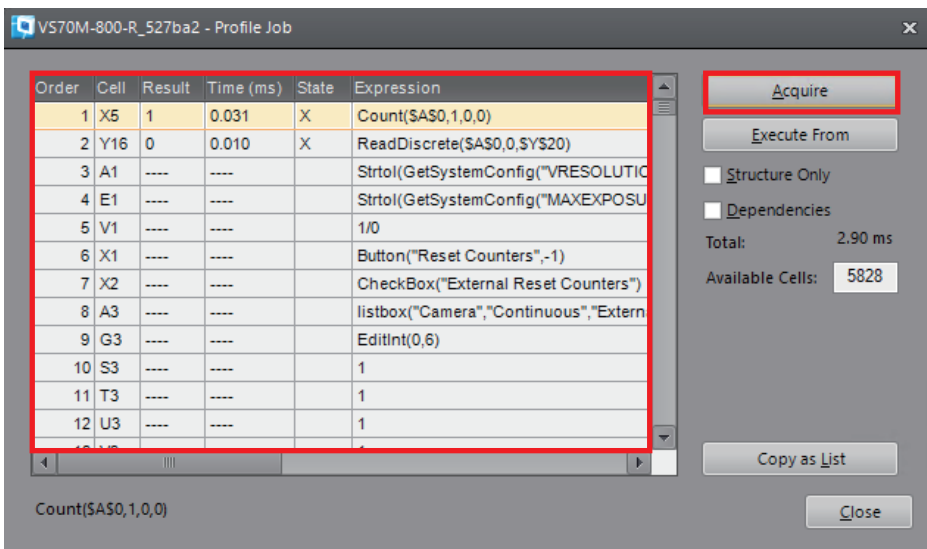 VS70M-800-R_527ba2 - Profile Job
Order Cell Result Time (ms) State Expression
1 X5 1 0.031 X Count($A$0,1,0,0)
2 Y16 0 0.010 X ReadDiscrete($A$0,0,$Y$20)
3 A1 ---- ---- Strtol(GetSystemConfig("VRESOLUTIO
4 E1 ---- ---- Strtol(GetSystemConfig("MAXEXPOSU
5 V1 ---- ---- 1/0
6 X1 ---- ---- Button("Reset Counters",-1)
7 X2 ---- ---- CheckBox("External Reset Counters")
8 A3 ---- ---- listbox("Camera","Continuous","Extern
9 G3 ---- ---- EditInt(0,6)
10 S3 ---- ---- 1
11 T3 ---- ---- 1
12 U3 ---- ---- 1
Acquire
Execute From
Structure Only
Dependencies
Total: 2.90 ms
Available Cells: 5828
Copy as List
Count($A$0,1,0,0)
Close